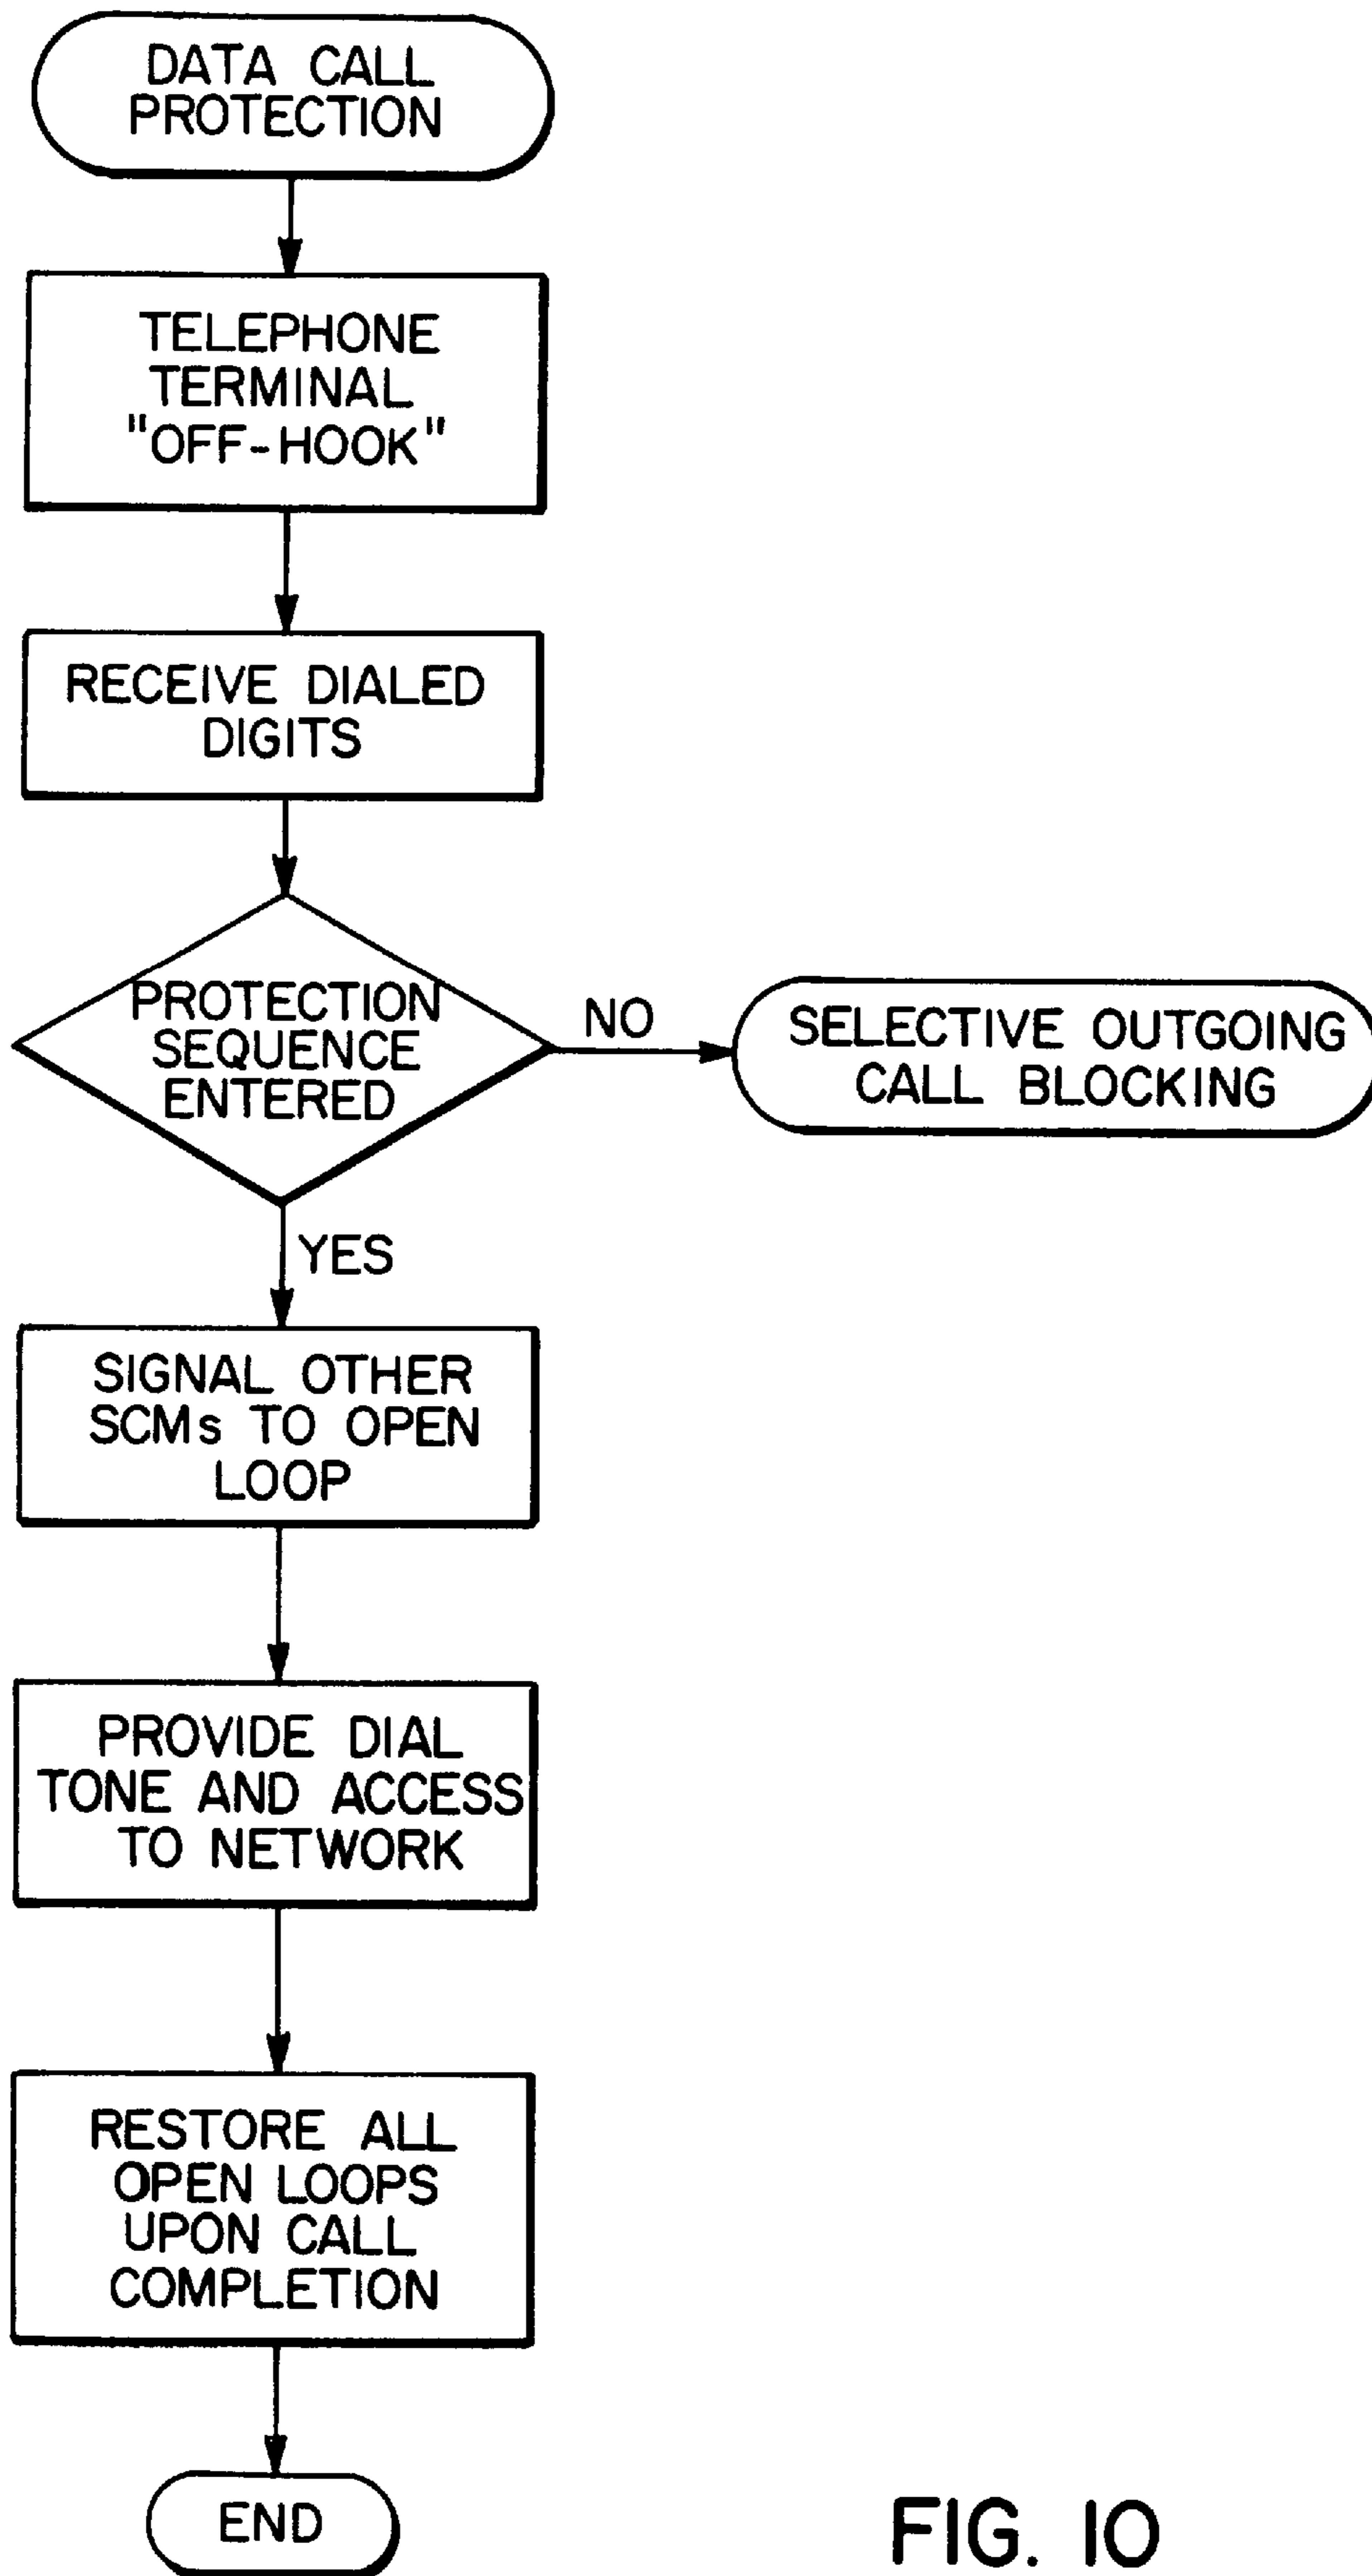 DATA CALL
PROTECTION
TELEPHONE
TERMINAL
"OFF-HOOK"
RECEIVE DIALED
DIGITS
PROTECTION
SEQUENCE
ENTERED
NO
SELECTIVE OUTGOING
CALL BLOCKING
YES
SIGNAL OTHER
SCMs TO OPEN
LOOP
PROVIDE DIAL
TONE AND ACCESS
TO NETWORK
RESTORE ALL
OPEN LOOPS
UPON CALL
COMPLETION
END
FIG. 10